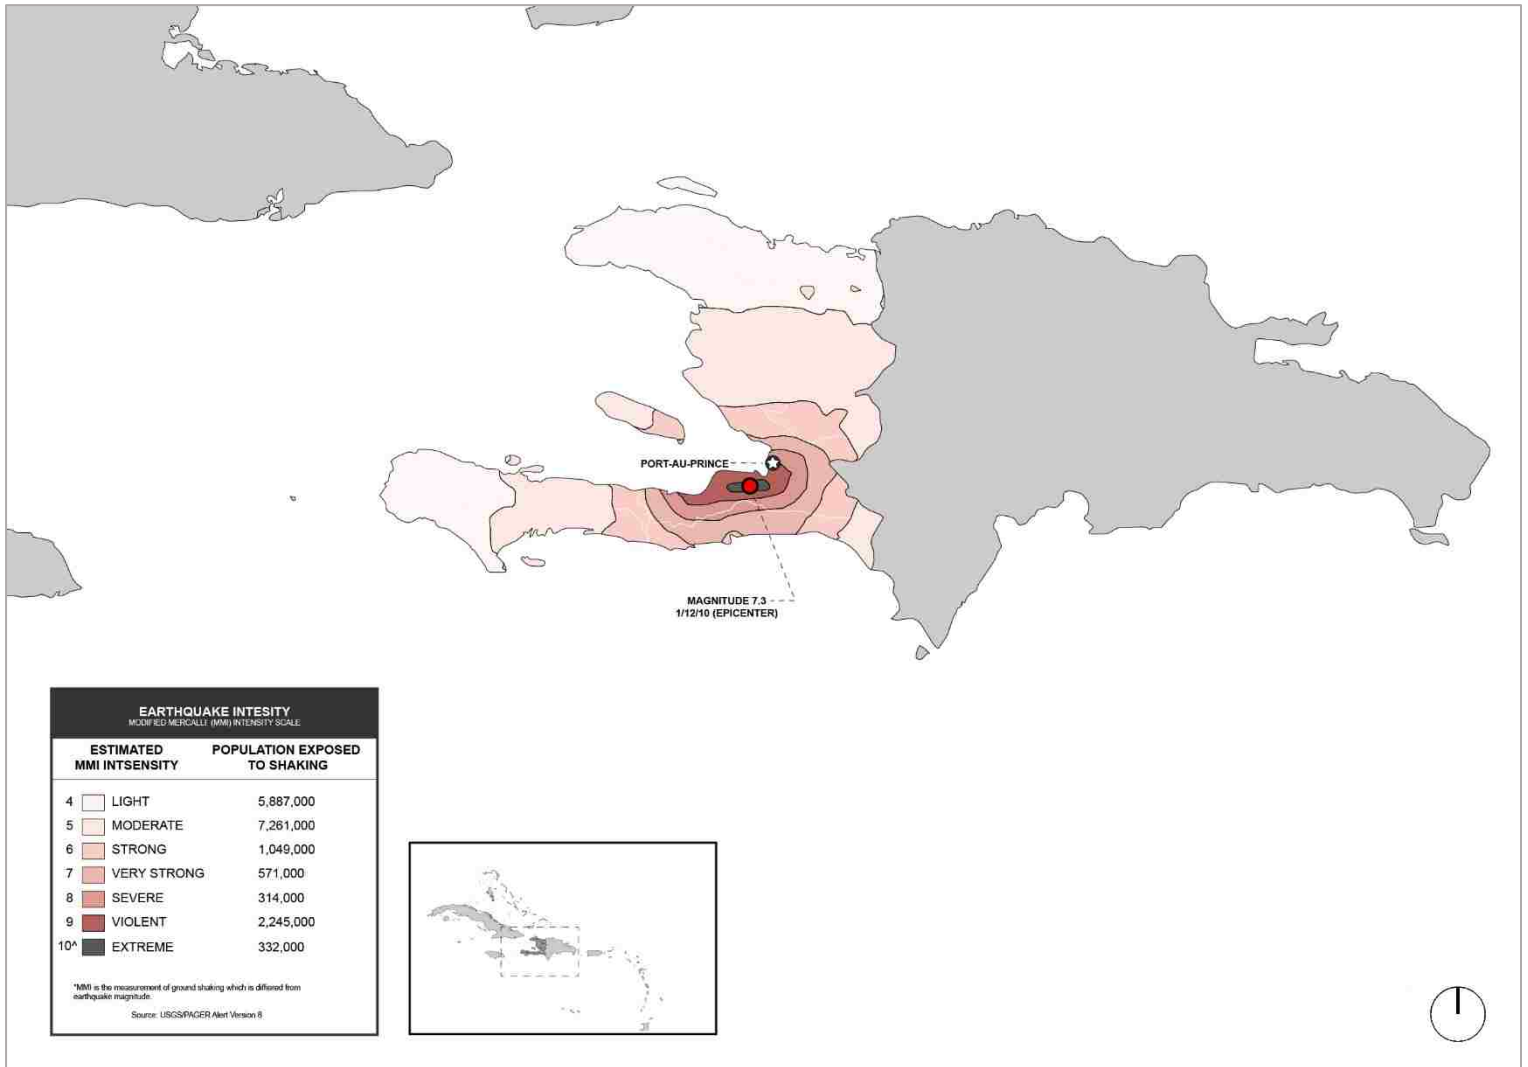 PORT-AU-PRINCE
MAGNITUDE 7.3
1/12/10 (EPICENTER)
EARTHQUAKE INTESITY
MODIFIED MERCALLI (MMI) INTENSITY SCALE
ESTIMATED POPULATION EXPOSED
MMI INTSENSITY TO SHAKING
4 LIGHT 5,887,000
5 MODERATE 7,261,000
6 STRONG 1,049,000
7 VERY STRONG 571,000
8 SEVERE 314,000
9 VIOLENT 2,245,000
10^ EXTREME 332,000
*MMI is the measurement of ground shaking which is differed from
earthquake magnitude.
Source: USGS/PAGER Alert Version 8